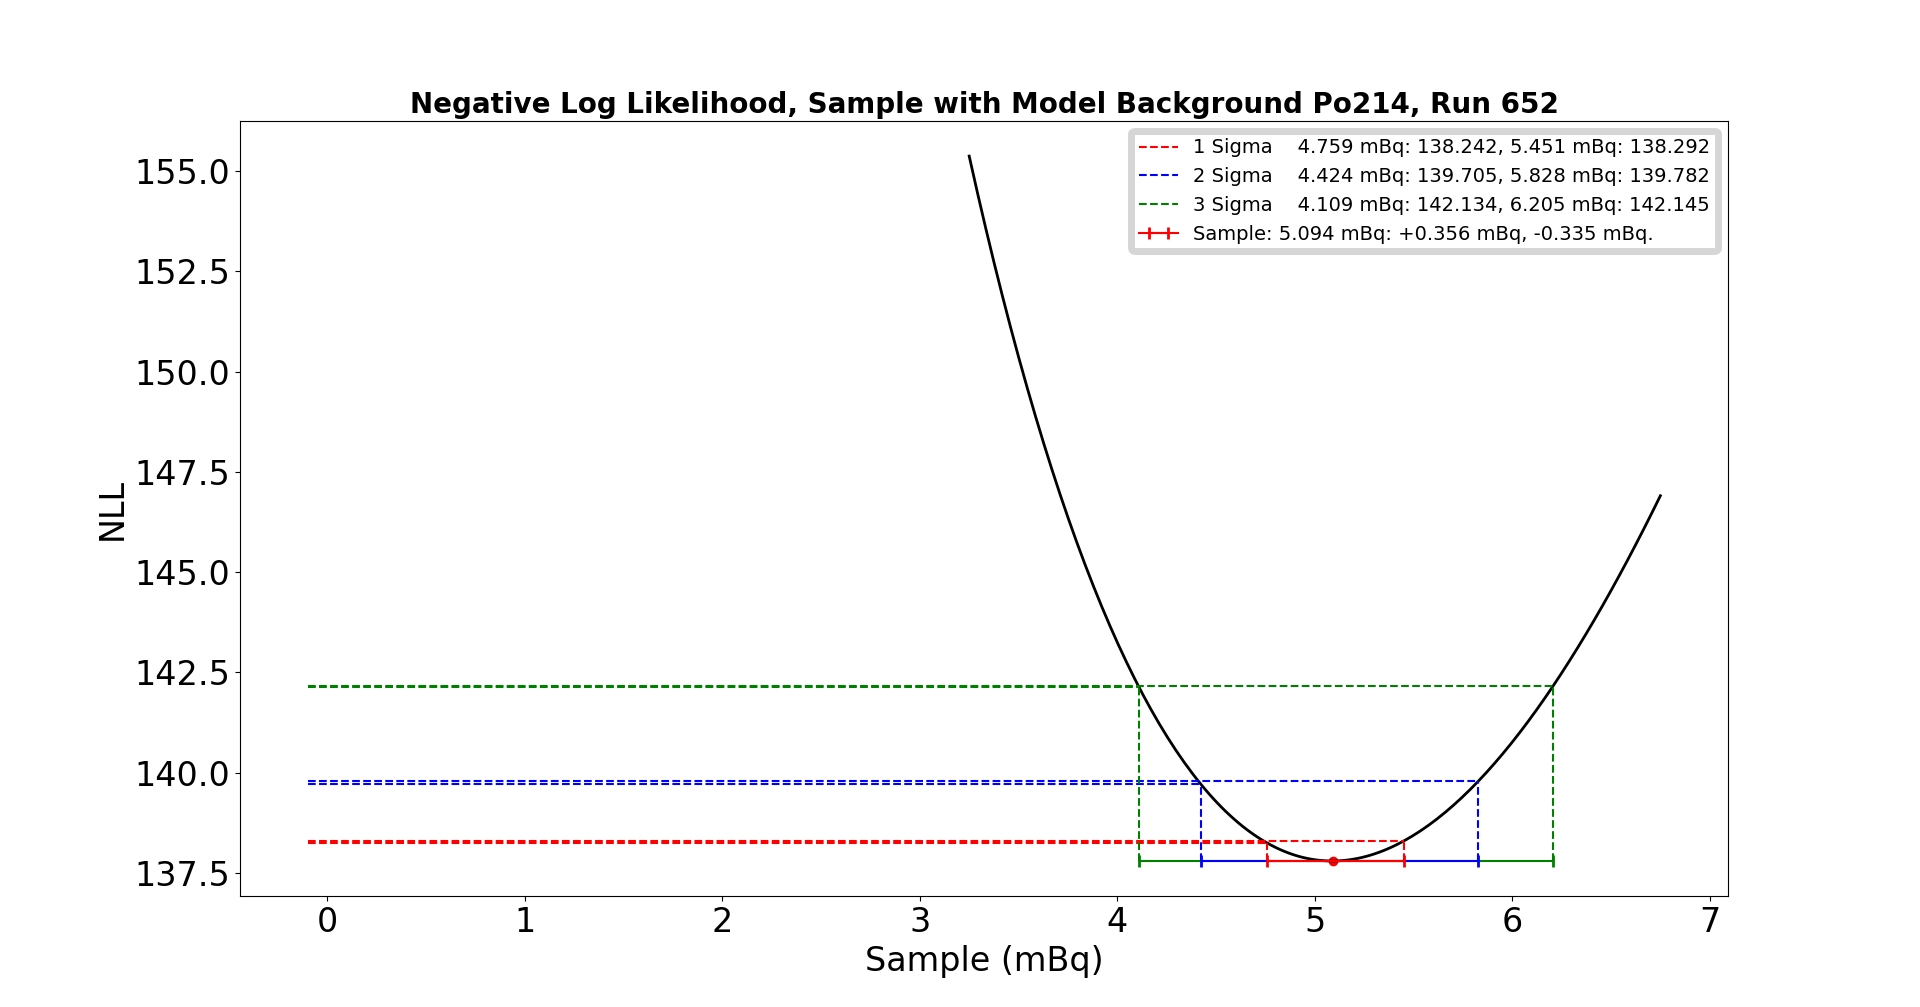 Negative Log Likelihood, Sample with Model Background Po214, Run 652
1 Sigma    4.759 mBq: 138.242, 5.451 mBq: 138.292
2 Sigma    4.424 mBq: 139.705, 5.828 mBq: 139.782
3 Sigma    4.109 mBq: 142.134, 6.205 mBq: 142.145
Sample: 5.094 mBq: +0.356 mBq, -0.335 mBq.
155.0
152.5
150.0
147.5
145.0
142.5
140.0
137.5
NLL
0 1 2 3 4 5 6 7
Sample (mBq)